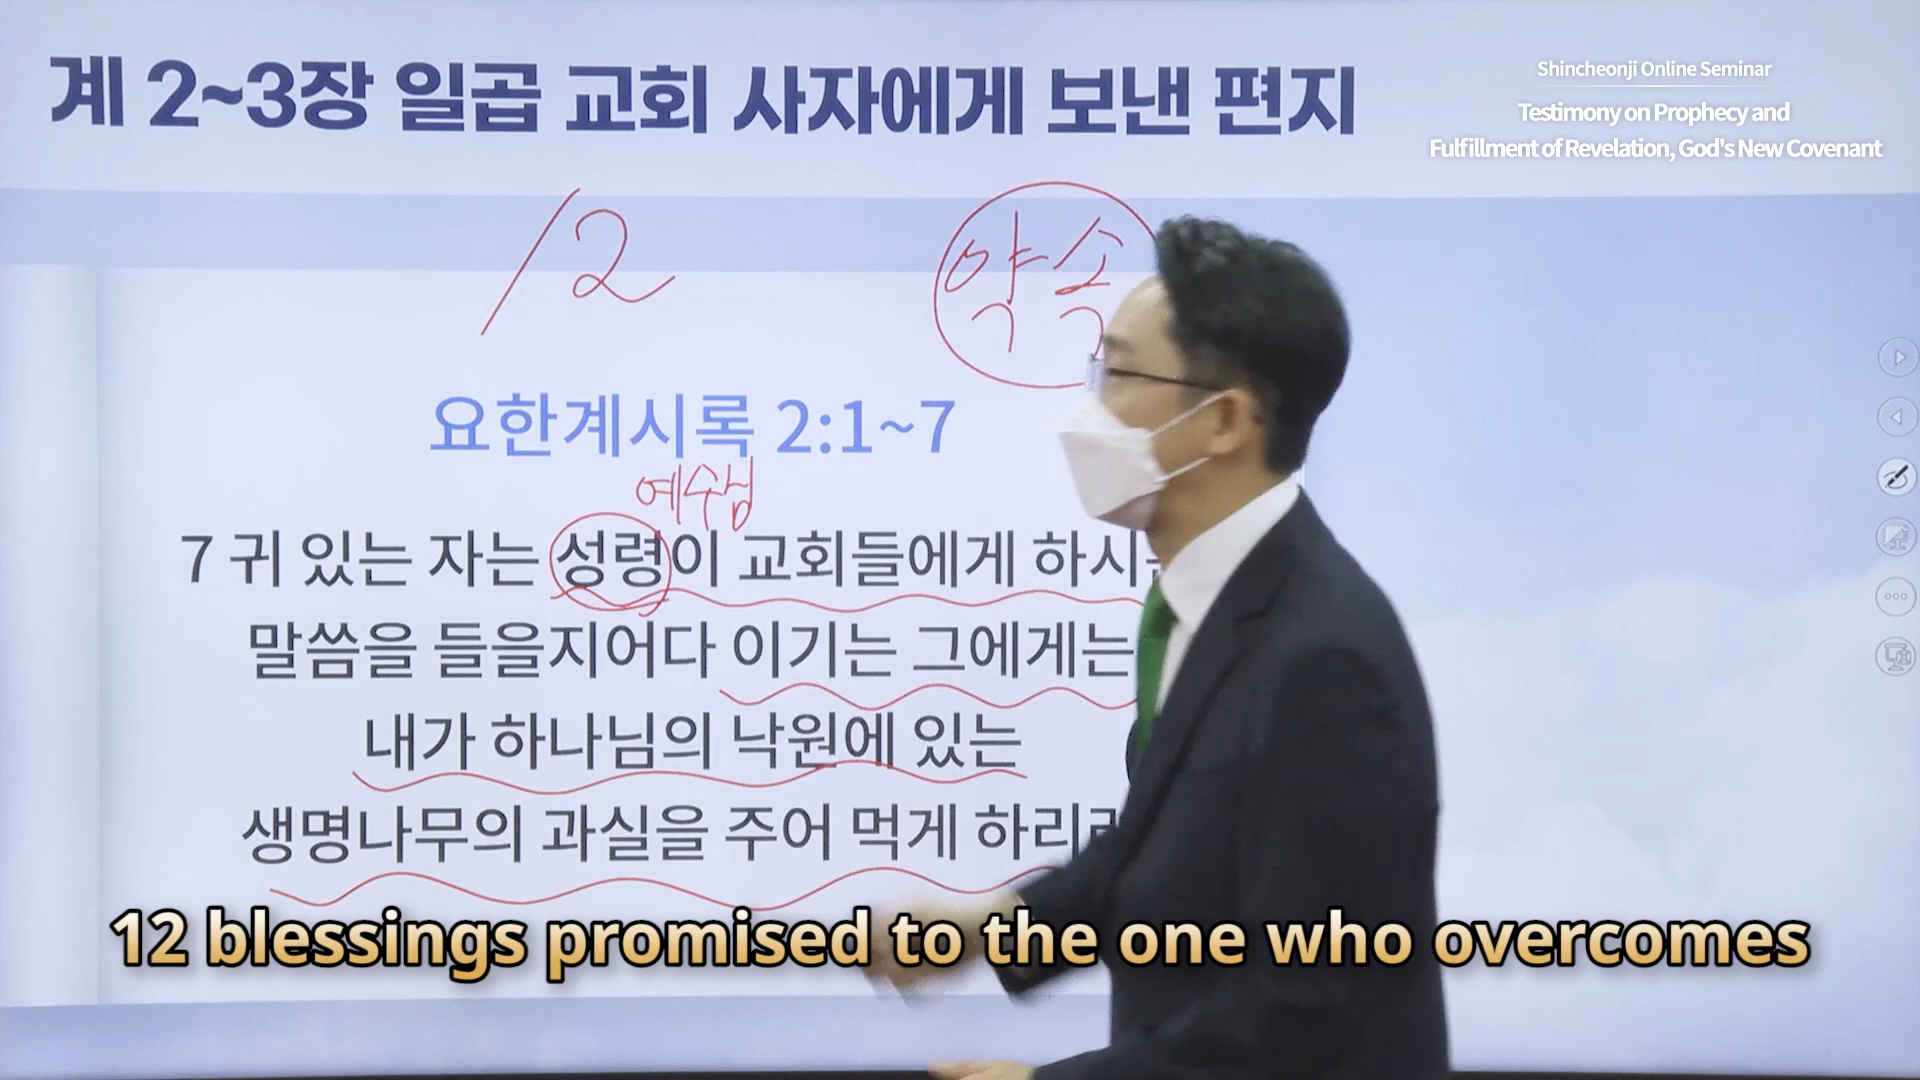 계 2~3장 일곱 교회 사자에게 보낸 편지
Shincheonji Online Seminar
Testimony on Prophecy and
Fulfillment of Revelation, God's New Covenant
12
약속
요한계시록 2:1~7
예수님
7 귀 있는 자는 성령이 교회들에게 하시
말씀을 들을지어다 이기는 그에게는
내가 하나님의 낙원에 있는
생명나무의 과실을 주어 먹게 하리라
12 blessings promised to the one who overcomes